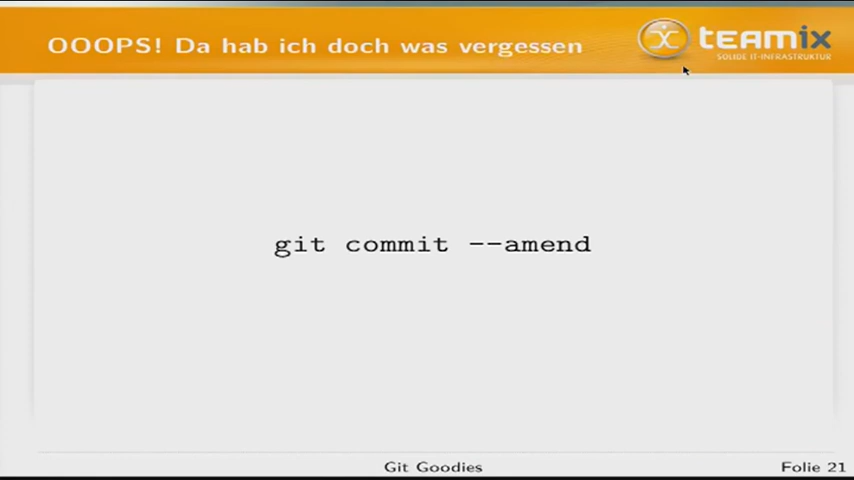 OOOPS! Da hab ich doch was vergessen
teamix
SOLIDE IT-INFRASTRUKTUR
git commit --amend
Git Goodies
Folie 21